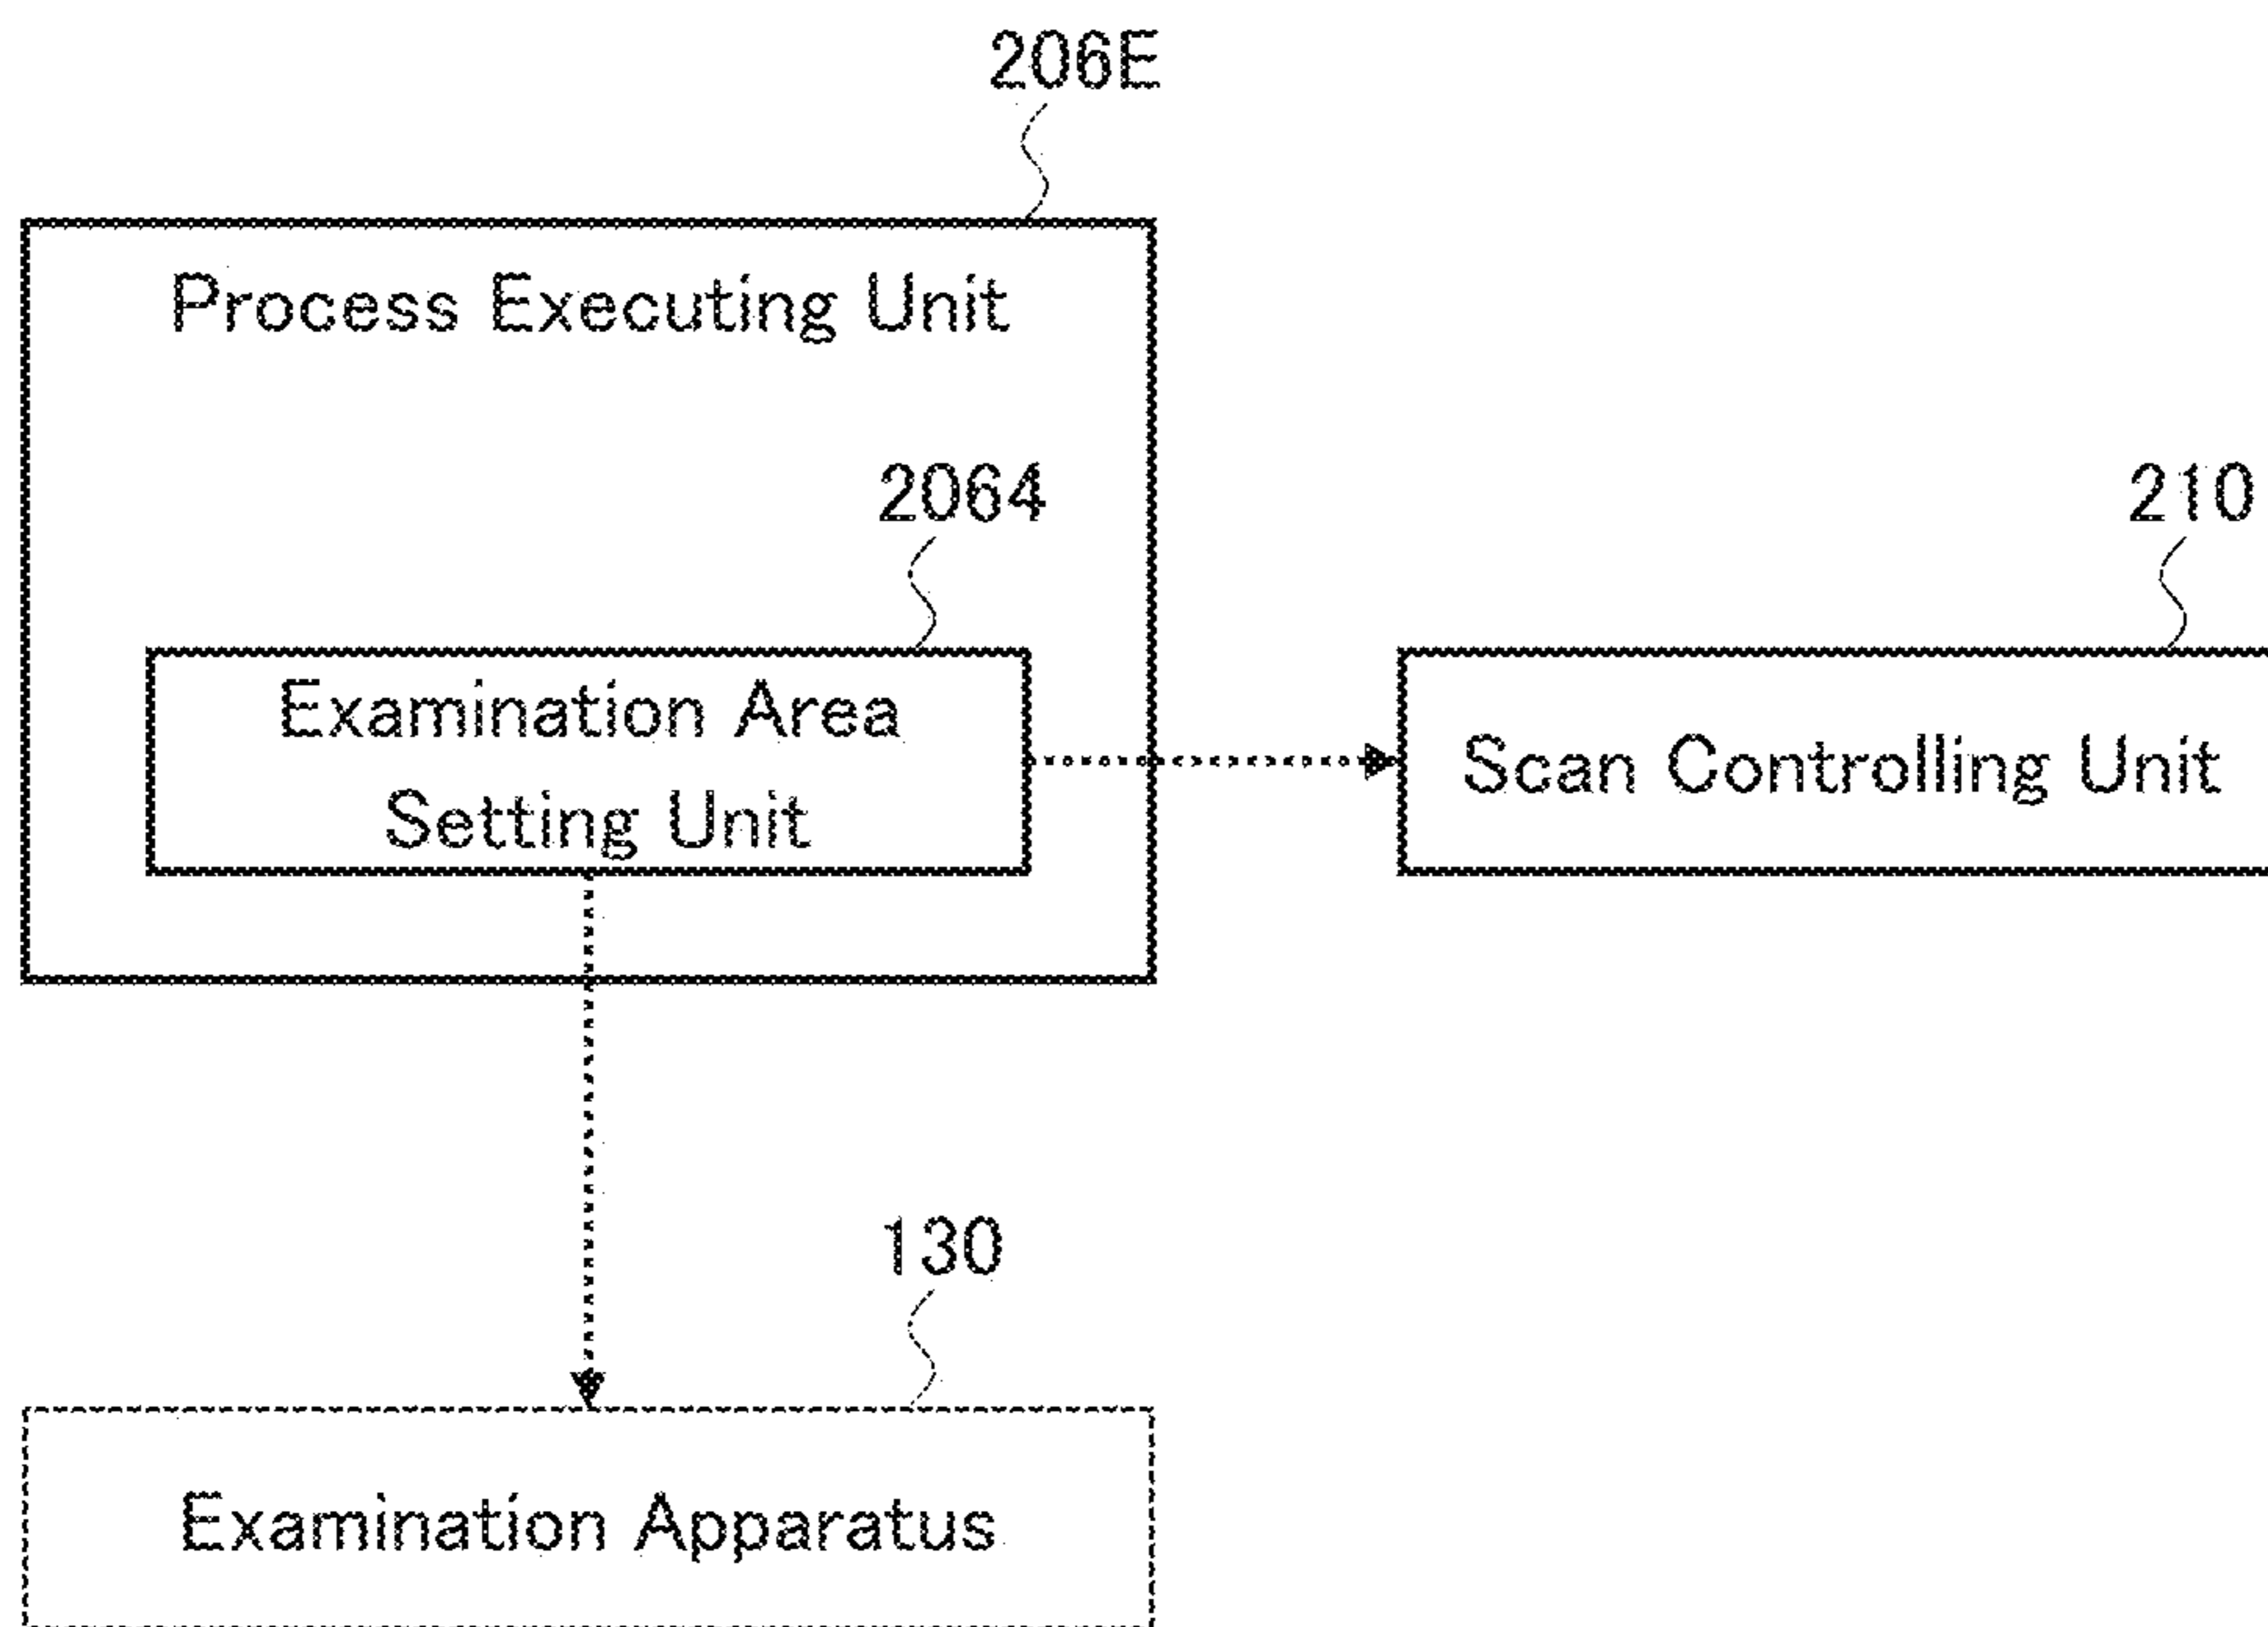 206E
Process Executing Unit
2064
210
Examination Area
Setting Unit
Scan Controlling Unit
130
Examination Apparatus